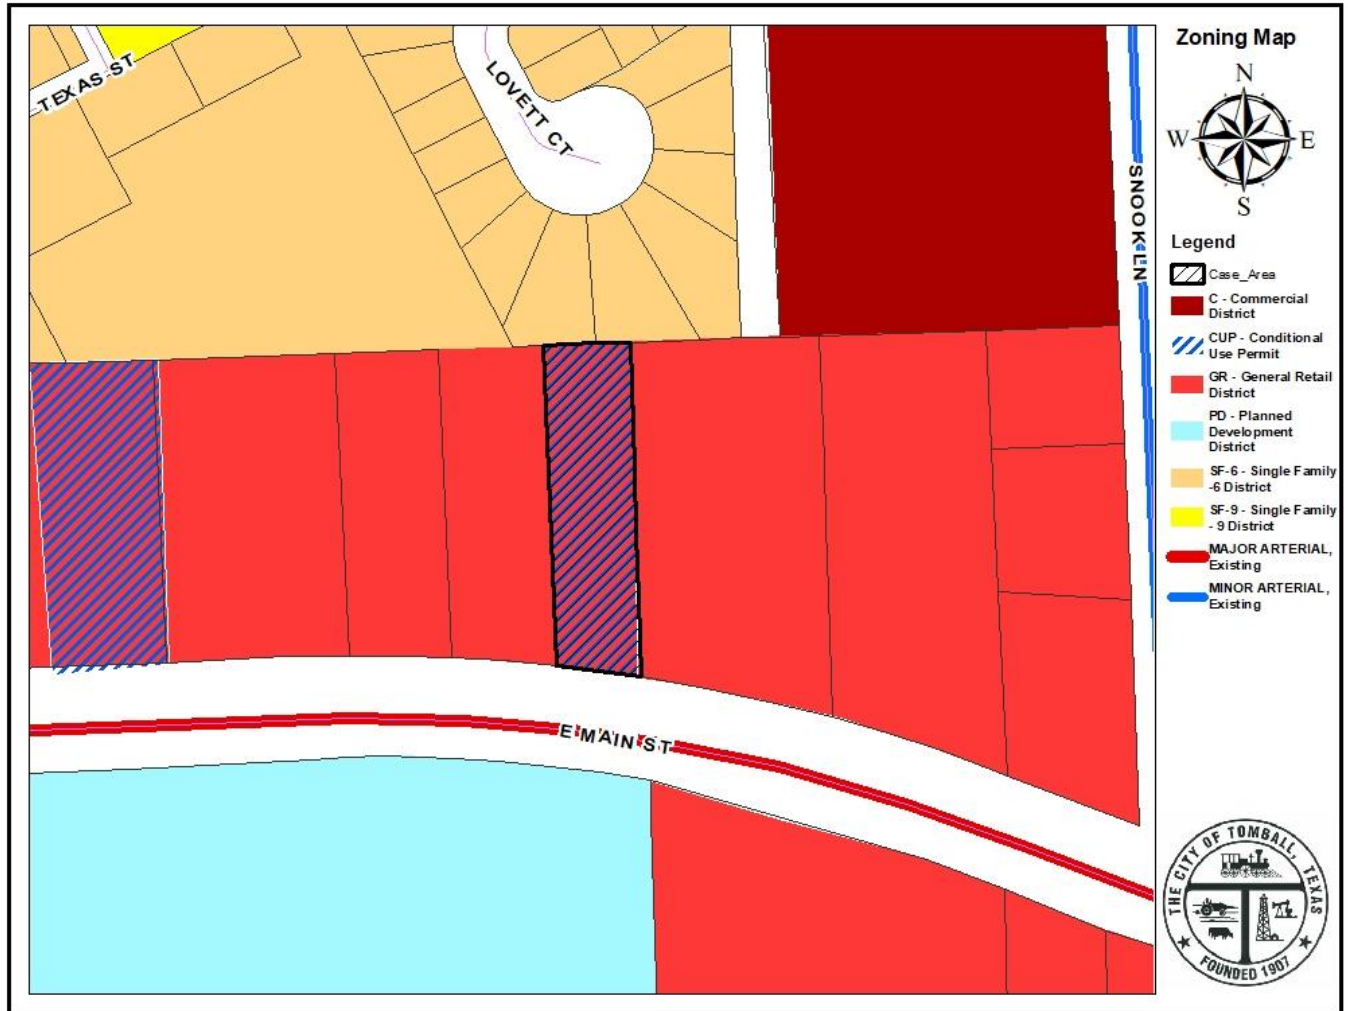 Zoning Map
N
W E
S
TEXAS ST
LOVETT CT
SNOOK LN
E MAIN ST
Legend
Case_Area
C - Commercial
District
CUP - Conditional
Use Permit
GR - General Retail
District
PD - Planned
Development
District
SF-6 - Single Family
-6 District
SF-9 - Single Family
- 9 District
MAJOR ARTERIAL,
Existing
MINOR ARTERIAL,
Existing
THE CITY OF TOMBALL, TEXAS
FOUNDED 1907